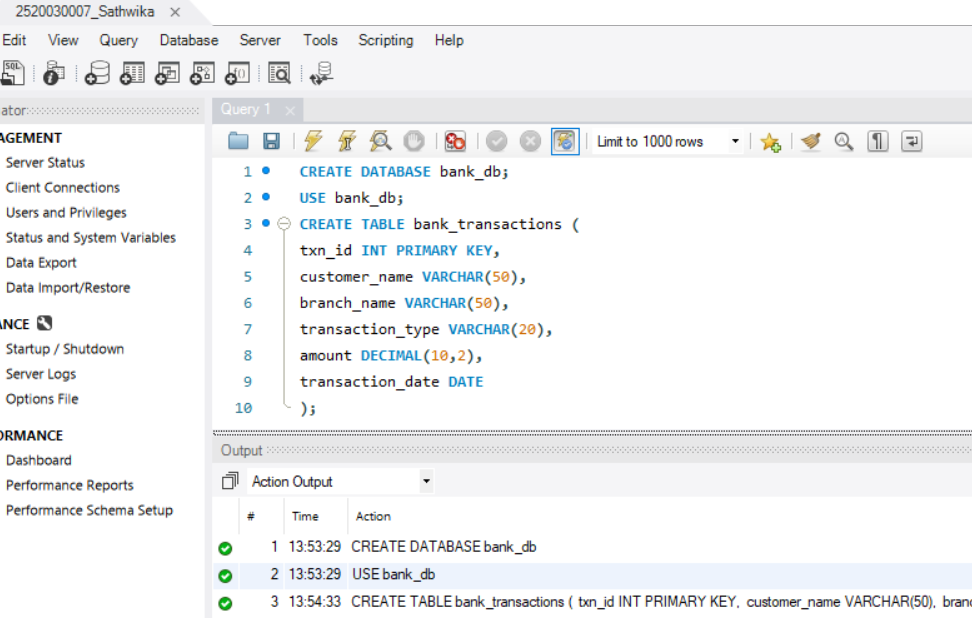 2520030007_Sathwika ×
Edit View Query Database Server Tools Scripting Help
SQL
ator
Query 1 ×
AGEMENT
Server Status
Client Connections
Users and Privileges
Status and System Variables
Data Export
Data Import/Restore
ANCE
Startup / Shutdown
Server Logs
Options File
ORMANCE
Dashboard
Performance Reports
Performance Schema Setup
Limit to 1000 rows
1 CREATE DATABASE bank_db;
2 USE bank_db;
3 CREATE TABLE bank_transactions (
4 txn_id INT PRIMARY KEY,
5 customer_name VARCHAR(50),
6 branch_name VARCHAR(50),
7 transaction_type VARCHAR(20),
8 amount DECIMAL(10,2),
9 transaction_date DATE
10 );
Output
Action Output
# Time Action
1 13:53:29 CREATE DATABASE bank_db
2 13:53:29 USE bank_db
3 13:54:33 CREATE TABLE bank_transactions ( txn_id INT PRIMARY KEY, customer_name VARCHAR(50), branc